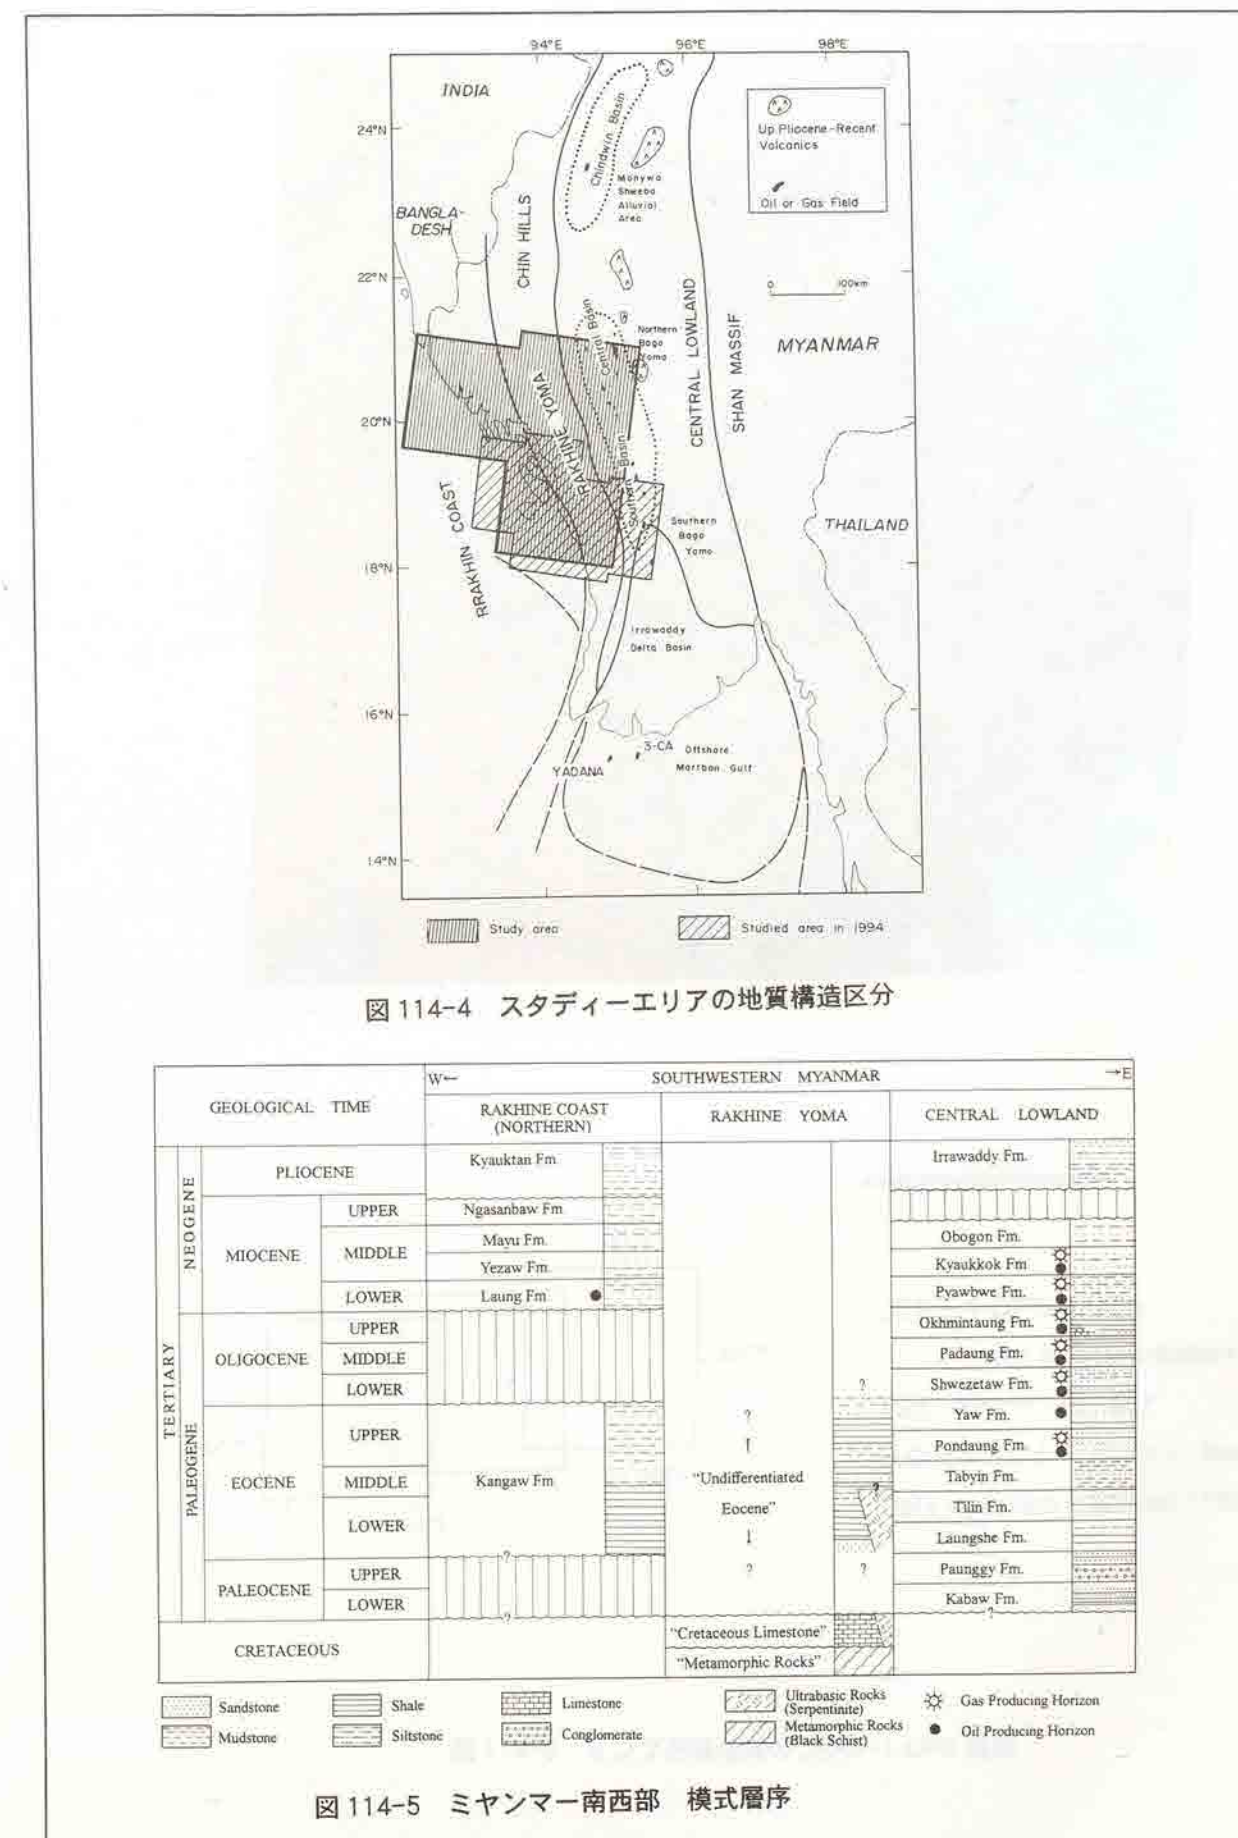 94°E 96°E 98°E
INDIA
24°N
Up Pliocene-Recent
Volcanics
Oil or Gas Field
Chindwin Basin
Monywa
Shwebo
Alluvial
Area
BANGLA-
DESH
CHIN HILLS
22°N
0 100km
Northern
Bago
Yoma
Central Basin
CENTRAL LOWLAND
SHAN MASSIF
MYANMAR
20°N
RAKHINE YOMA
Southern Basin
RRAKHIN COAST
Southern
Bago
Yoma
THAILAND
18°N
Irrawaddy
Delta Basin
16°N
3-CA
Offshore
Martban Gulf
YADANA
14°N
Study area
Studied area in 1994
図114-4 スタディーエリアの地質構造区分
GEOLOGICAL TIME
W← SOUTHWESTERN MYANMAR →E
RAKHINE COAST
(NORTHERN)
RAKHINE YOMA
CENTRAL LOWLAND
TERTIARY
NEOGENE
PLIOCENE
Kyauktan Fm
Irrawaddy Fm.
MIOCENE
UPPER
Ngasanbaw Fm
MIDDLE
Mayu Fm.
Obogon Fm.
Yezaw Fm.
Kyaukkok Fm
LOWER
Laung Fm
Pyawbwe Fm.
PALEOGENE
OLIGOCENE
UPPER
Okhmintaung Fm.
MIDDLE
Padaung Fm.
LOWER
?
Shwezetaw Fm.
EOCENE
UPPER
?
Yaw Fm.
Pondaung Fm.
MIDDLE
Kangaw Fm
"Undifferentiated
Eocene"
?
Tabyin Fm.
Tilin Fm.
LOWER
Laungshe Fm.
?
PALEOCENE
UPPER
? ?
Paunggy Fm.
LOWER
Kabaw Fm.
? ?
CRETACEOUS
"Cretaceous Limestone"
"Metamorphic Rocks"
Sandstone
Shale
Limestone
Ultrabasic Rocks
(Serpentinite)
Gas Producing Horizon
Mudstone
Siltstone
Conglomerate
Metamorphic Rocks
(Black Schist)
Oil Producing Horizon
図114-5 ミヤンマー南西部 模式層序